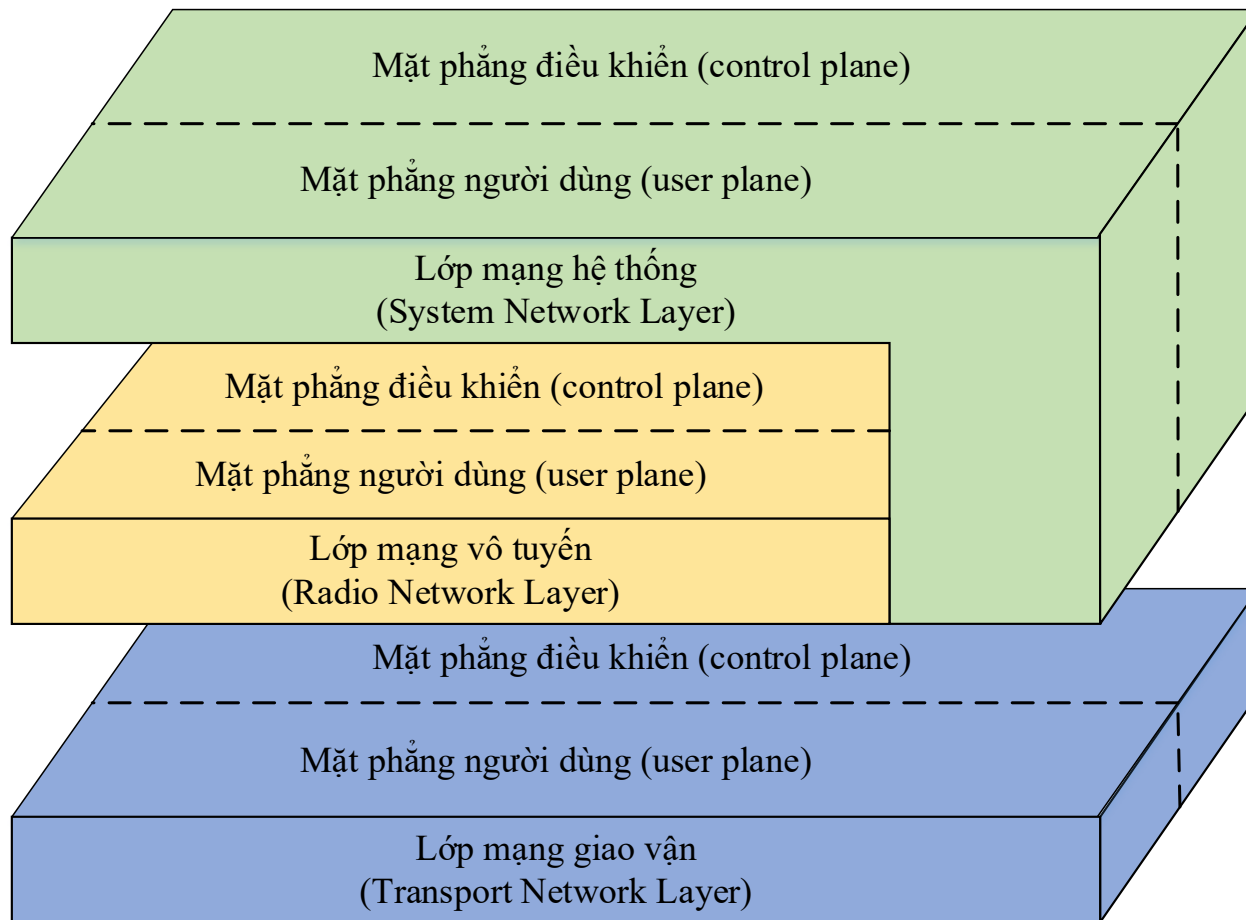 Mặt phẳng điều khiển (control plane)
Mặt phẳng người dùng (user plane)
Lớp mạng hệ thống
(System Network Layer)
Mặt phẳng điều khiển (control plane)
Mặt phẳng người dùng (user plane)
Lớp mạng vô tuyến
(Radio Network Layer)
Mặt phẳng điều khiển (control plane)
Mặt phẳng người dùng (user plane)
Lớp mạng giao vận
(Transport Network Layer)